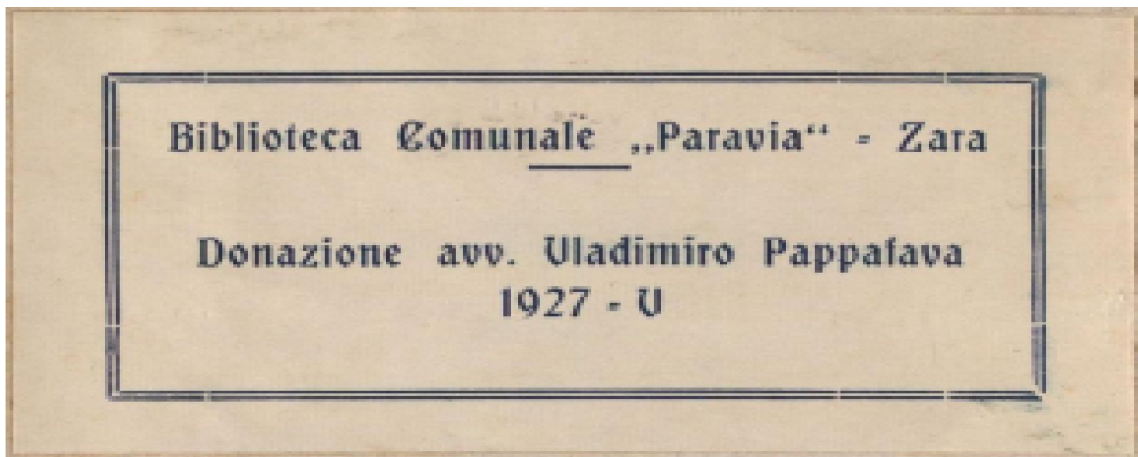 Biblioteca Comunale „Paravia“ - Zara
Donazione avv. Vladimiro Pappafava
1927 - V